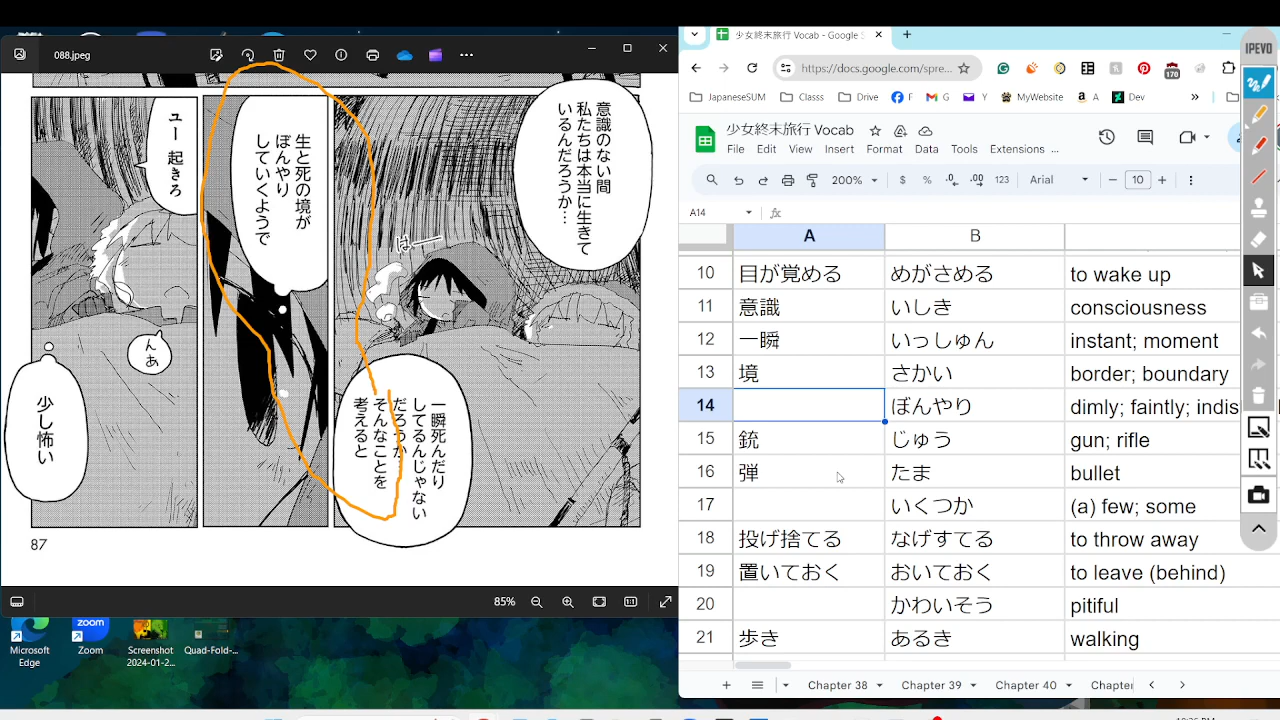 088.jpeg
意識のない間
私たちは本当に生きて
いるんだろうか…
は
一瞬死んだり
してるんじゃない
だろうか
そんなことを
考えると
生と死の境が
ぼんやり
していくようで
ユー 起きろ
んあ
少し怖い
87
85%
1:1
Microsoft Edge
zoom
Zoom
Screenshot 2024-01-2...
Quad-Fold-...
少女終末旅行 Vocab - Google S
https://docs.google.com/spre...
170
JapaneseSUM
Class
Drive
F
G
Y
MyWebsite
A
Dev
少女終末旅行 Vocab
File Edit View Insert Format Data Tools Extensions ...
200% $ % .0 .00 123 Arial 10
A14 fx
A B
10 目が覚める めがさめる to wake up
11 意識 いしき consciousness
12 一瞬 いっしゅん instant; moment
13 境 さかい border; boundary
14 ぼんやり dimly; faintly; indis
15 銃 じゅう gun; rifle
16 弾 たま bullet
17 いくつか (a) few; some
18 投げ捨てる なげすてる to throw away
19 置いておく おいておく to leave (behind)
20 かわいそう pitiful
21 歩き あるき walking
Chapter 38 Chapter 39 Chapter 40 Chapter
IPEVO